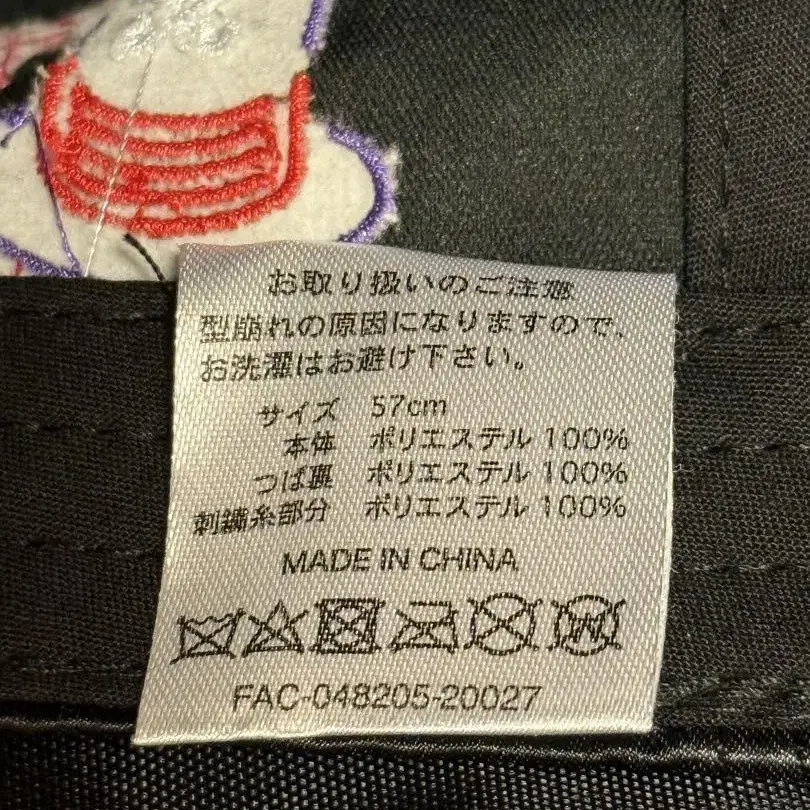 お取り扱いのご注意
型崩れの原因になりますので、
お洗濯はお避け下さい。
サイズ 57cm
本体 ポリエステル 100%
つば裏 ポリエステル 100%
刺繍糸部分 ポリエステル 100%
MADE IN CHINA
W
FAC-048205-20027